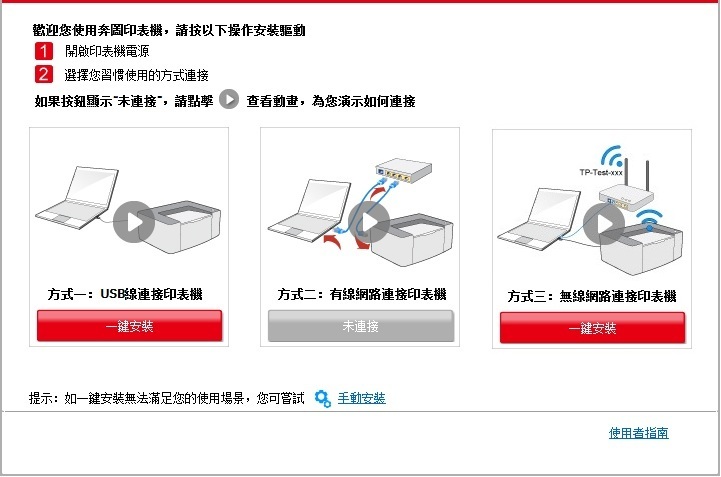 歡迎您使用奔圖印表機，請按以下操作安裝驅動
1 開啟印表機電源
2 選擇您習慣使用的方式連接
如果按鈕顯示"未連接"，請點擊 查看動畫，為您演示如何連接
TP-Test-xxx
方式一：USB線連接印表機
方式二：有線網路連接印表機
方式三：無線網路連接印表機
一鍵安裝
未連接
一鍵安裝
提示：如一鍵安裝無法滿足您的使用場景，您可嘗試 手動安裝
使用者指南